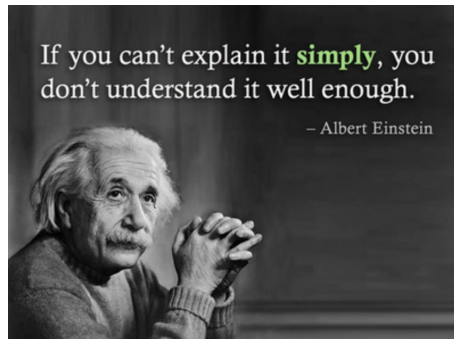 If you can't explain it simply, you
don't understand it well enough.
– Albert Einstein